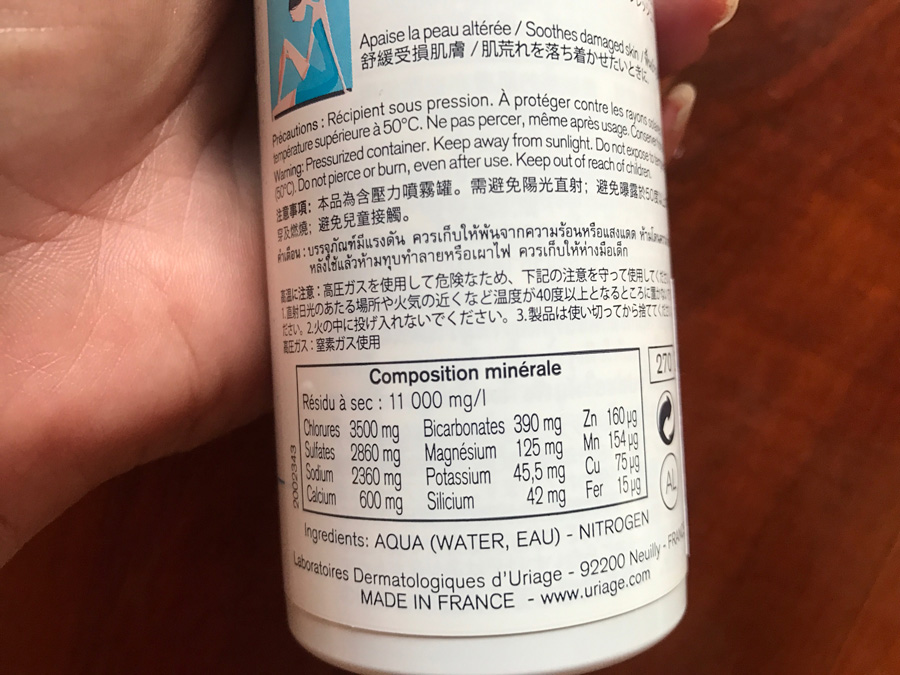 Apaise la peau altérée / Soothes damaged skin /
舒緩受損肌膚 / 肌荒れを落ち着かせたいときに.
Précautions : Récipient sous pression. À protéger contre les rayons
température supérieure à 50°C. Ne pas percer, même après usage.
Warning: Pressurized container. Keep away from sunlight. Do not expose to
(50°C). Do not pierce or burn, even after use. Keep out of reach of children.
注意事項：本品為含壓力噴霧罐。需避免陽光直射；避免曝露於50度
穿及燃燒；避免兒童接觸。
คำเตือน : บรรจุภัณฑ์มีแรงดัน ควรเก็บให้พ้นจากความร้อนหรือแสงแดด
หลังใช้แล้วห้ามทุบทำลายหรือเผาไฟ ควรเก็บให้ห่างมือเด็ก
高温に注意：高圧ガスを使用して危険なため、下記の注意を守って使用して
1.直射日光のあたる場所や火気の近くなど温度が40度以上となるところに
ださい。2.火の中に投げ入れないでください。3.製品は使い切ってから捨ててくだ
高圧ガス：窒素ガス使用
Composition minérale
Résidu à sec : 11 000 mg/l
Chlorures 3500 mg Bicarbonates 390 mg Zn 160 µg
Sulfates 2860 mg Magnésium 125 mg Mn 154 µg
Sodium 2360 mg Potassium 45,5 mg Cu 75 µg
Calcium 600 mg Silicium 42 mg Fer 15 µg
270
AL
2002343
Ingredients: AQUA (WATER, EAU) - NITROGEN
Laboratoires Dermatologiques d'Uriage - 92200 Neuilly -
MADE IN FRANCE - www.uriage.com